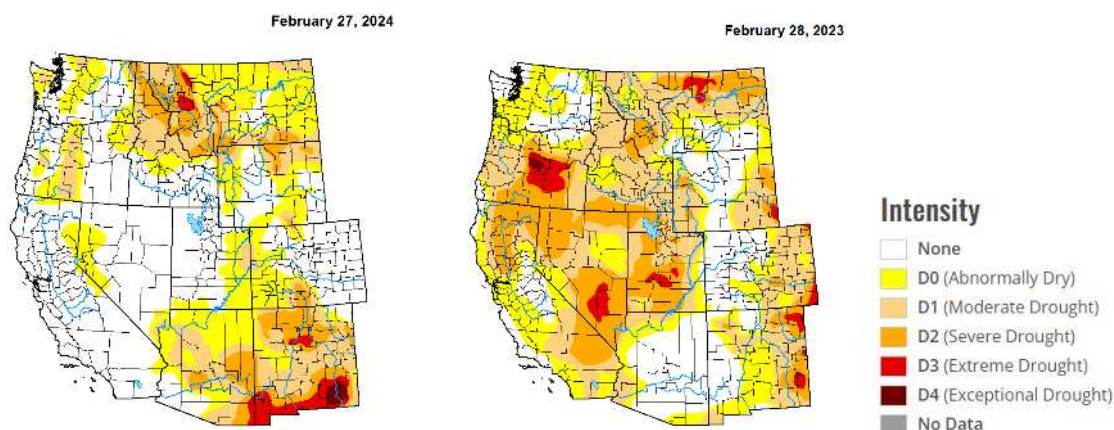 February 27, 2024
February 28, 2023
Intensity
None
D0 (Abnormally Dry)
D1 (Moderate Drought)
D2 (Severe Drought)
D3 (Extreme Drought)
D4 (Exceptional Drought)
No Data